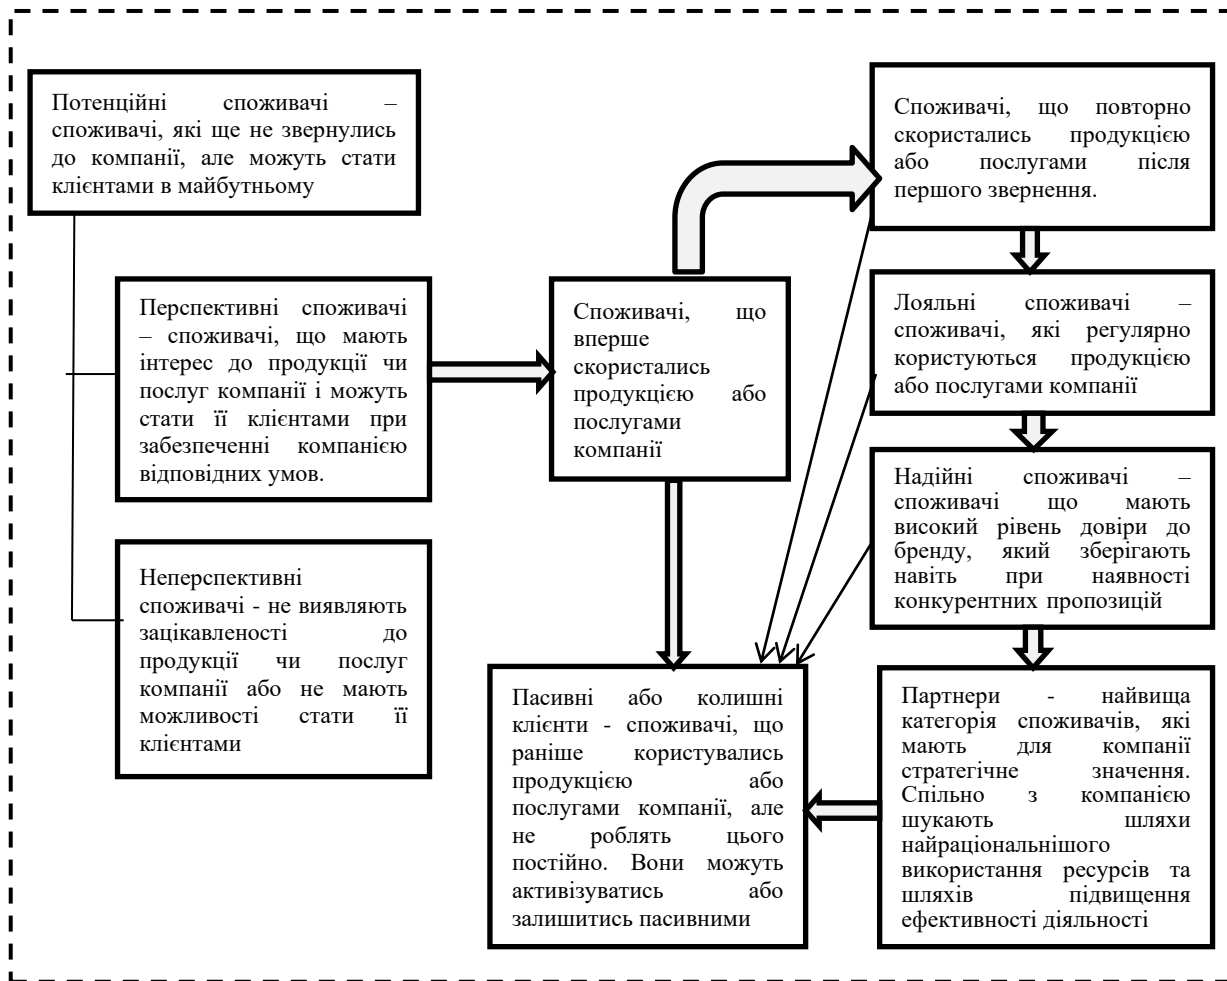 Потенційні споживачі –
споживачі, які ще не звернулись
до компанії, але можуть стати
клієнтами в майбутньому
Перспективні споживачі
– споживачі, що мають
інтерес до продукції чи
послуг компанії і можуть
стати її клієнтами при
забезпеченні компанією
відповідних умов.
Неперспективні
споживачі - не виявляють
зацікавленості до
продукції чи послуг
компанії або не мають
можливості стати її
клієнтами
Споживачі, що
вперше
скористались
продукцією або
послугами
компанії
Споживачі, що повторно
скористались продукцією
або послугами після
першого звернення.
Лояльні споживачі –
споживачі, які регулярно
користуються продукцією
або послугами компанії
Надійні споживачі –
споживачі що мають
високий рівень довіри до
бренду, який зберігають
навіть при наявності
конкурентних пропозицій
Партнери - найвища
категорія споживачів, які
мають для компанії
стратегічне значення.
Спільно з компанією
шукають шляхи
найраціональнішого
використання ресурсів та
шляхів підвищення
ефективності діяльності
Пасивні або колишні
клієнти - споживачі, що
раніше користувались
продукцією або
послугами компанії, але
не роблять цього
постійно. Вони можуть
активізуватись або
залишитись пасивними